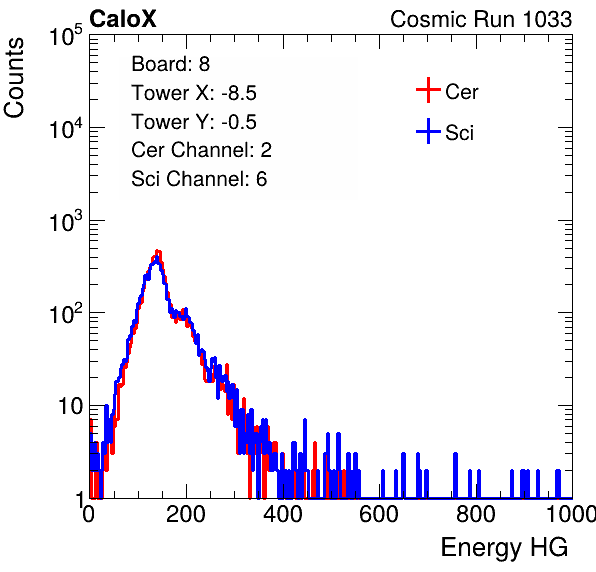 CaloX Cosmic Run 1033
Counts
Board: 8
Tower X: -8.5
Tower Y: -0.5
Cer Channel: 2
Sci Channel: 6
Cer
Sci
10^5
10^4
10^3
10^2
10
1
0 200 400 600 800 1000
Energy HG